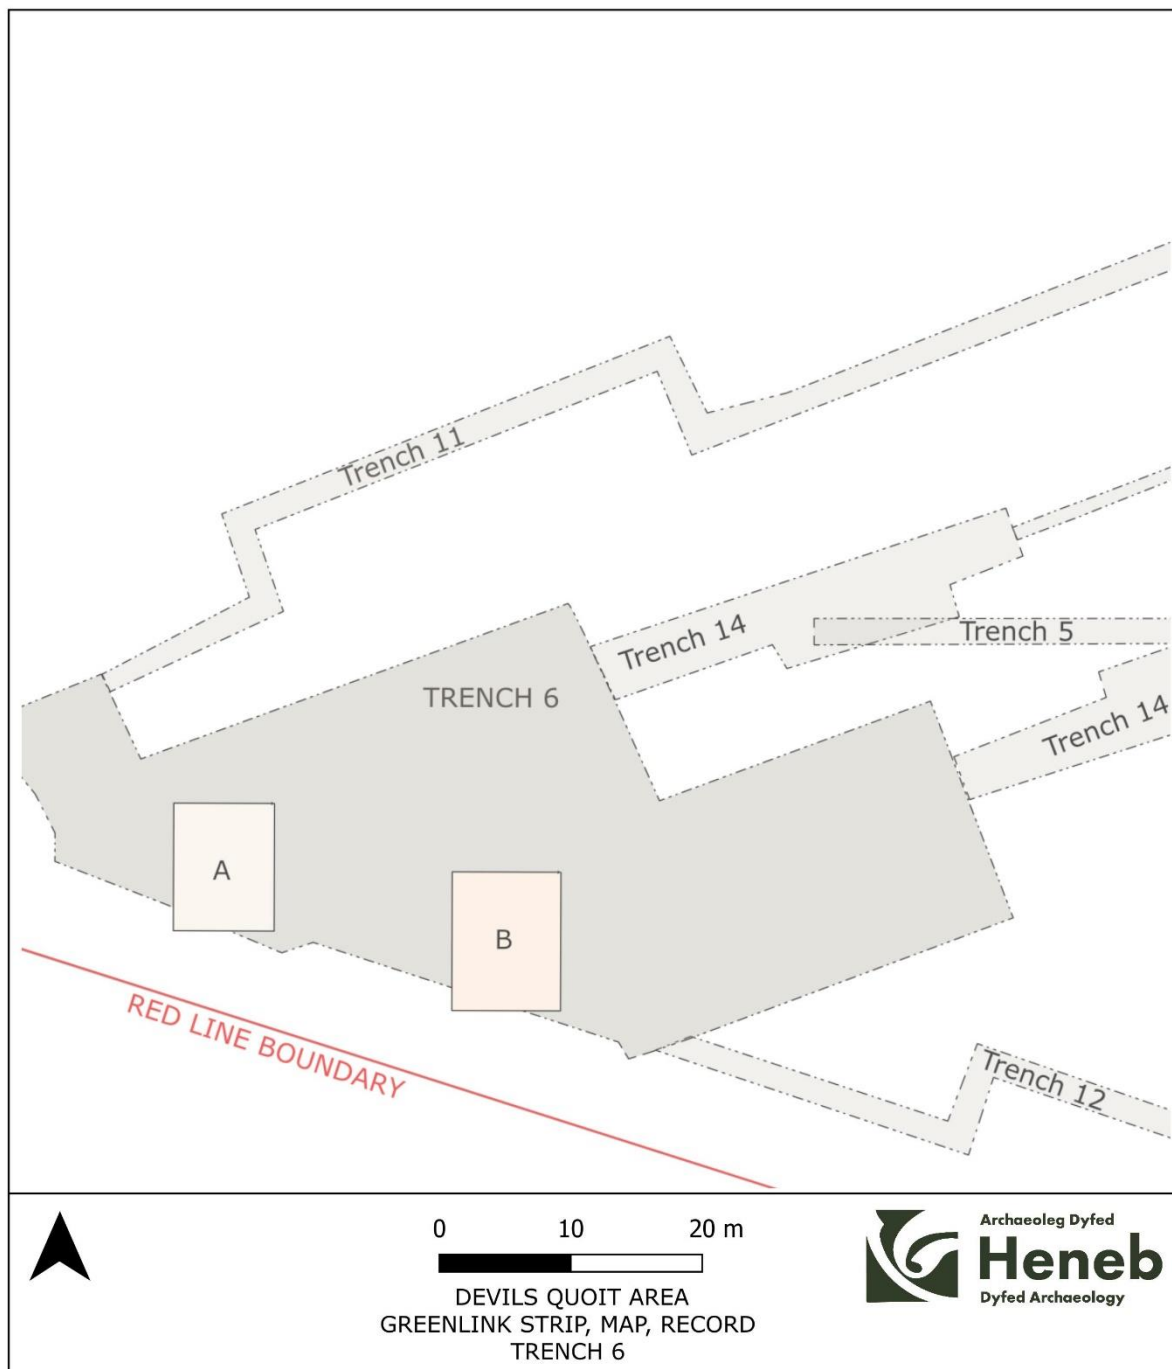 Trench 11
Trench 14
Trench 5
TRENCH 6
Trench 14
A
B
RED LINE BOUNDARY
Trench 12
0 10 20 m
DEVILS QUOIT AREA
GREENLINK STRIP, MAP, RECORD
TRENCH 6
Archaeoleg Dyfed
Heneb
Dyfed Archaeology